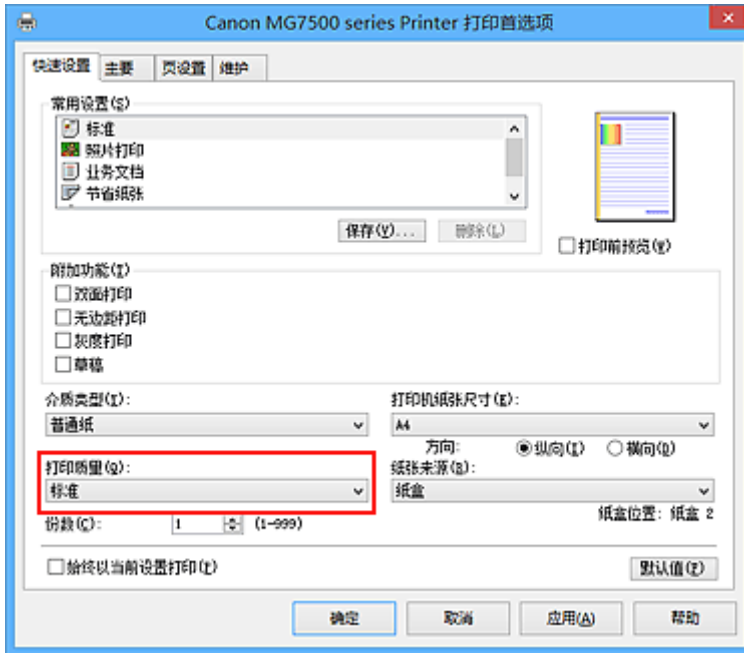 Canon MG7500 series Printer 打印首选项
快速设置 主要 页设置 维护
常用设置(S)
标准
照片打印
业务文档
节省纸张
保存(V)... 删除(L)
打印前预览(W)
附加功能(T)
双面打印
无边距打印
灰度打印
草稿
介质类型(I): 打印机纸张尺寸(E):
普通纸 A4
方向: 纵向(I) 横向(D)
打印质量(Q): 纸张来源(B):
标准 纸盒
纸盒位置: 纸盒 2
份数(C): 1 (1-999)
始终以当前设置打印(P)
默认值(F)
确定 取消 应用(A) 帮助